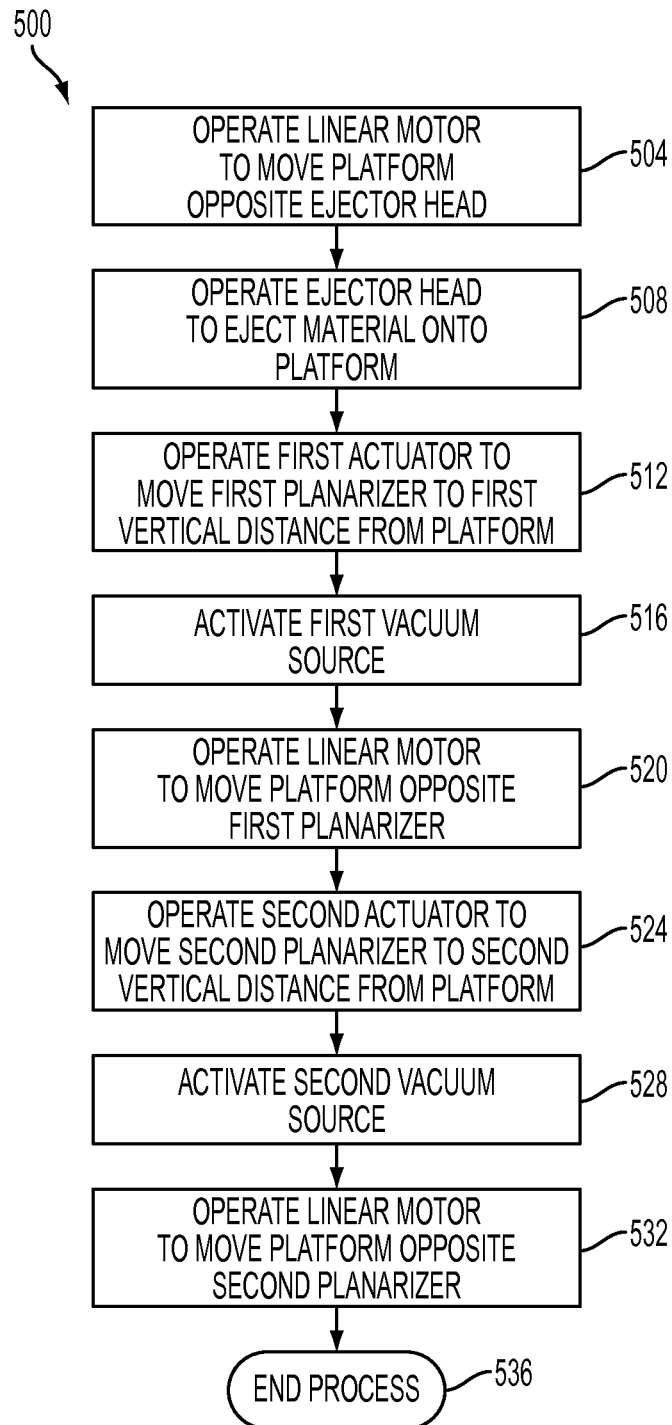 500
OPERATE LINEAR MOTOR
TO MOVE PLATFORM
OPPOSITE EJECTOR HEAD
504
OPERATE EJECTOR HEAD
TO EJECT MATERIAL ONTO
PLATFORM
508
OPERATE FIRST ACTUATOR TO
MOVE FIRST PLANARIZER TO FIRST
VERTICAL DISTANCE FROM PLATFORM
512
ACTIVATE FIRST VACUUM
SOURCE
516
OPERATE LINEAR MOTOR
TO MOVE PLATFORM OPPOSITE
FIRST PLANARIZER
520
OPERATE SECOND ACTUATOR TO
MOVE SECOND PLANARIZER TO SECOND
VERTICAL DISTANCE FROM PLATFORM
524
ACTIVATE SECOND VACUUM
SOURCE
528
OPERATE LINEAR MOTOR
TO MOVE PLATFORM OPPOSITE
SECOND PLANARIZER
532
END PROCESS
536